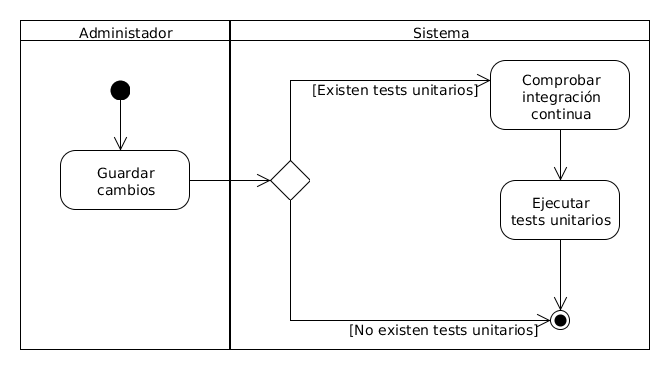 Administador
Sistema
[Existen tests unitarios]
Comprobar
integración
continua
Guardar
cambios
Ejecutar
tests unitarios
[No existen tests unitarios]